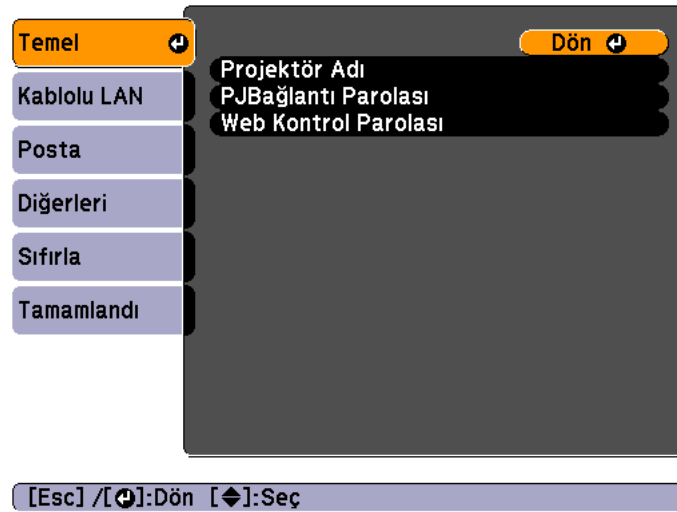 Temel
Dön
Projektör Adı
PJBağlantı Parolası
Web Kontrol Parolası
Kablolu LAN
Posta
Diğerleri
Sıfırla
Tamamlandı
[Esc] /[⏎]:Dön [◆]:Seç